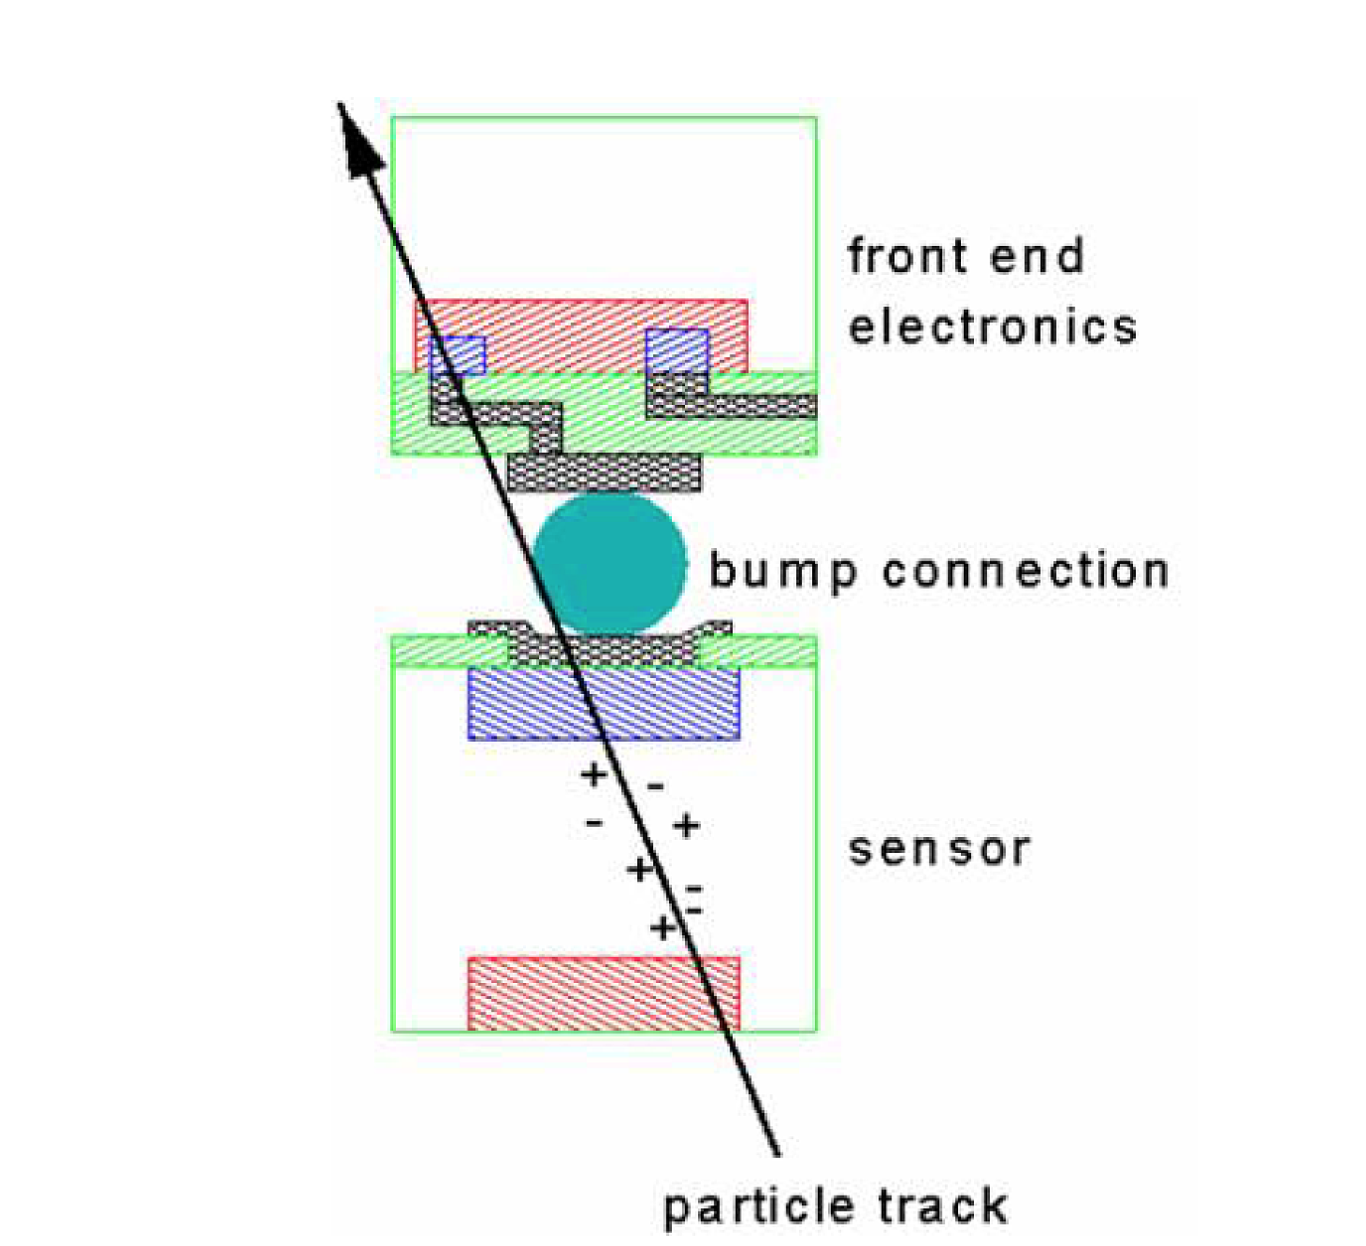 front end
electronics
bump connection
+ -
- +
+ -
-
+
sensor
particle track